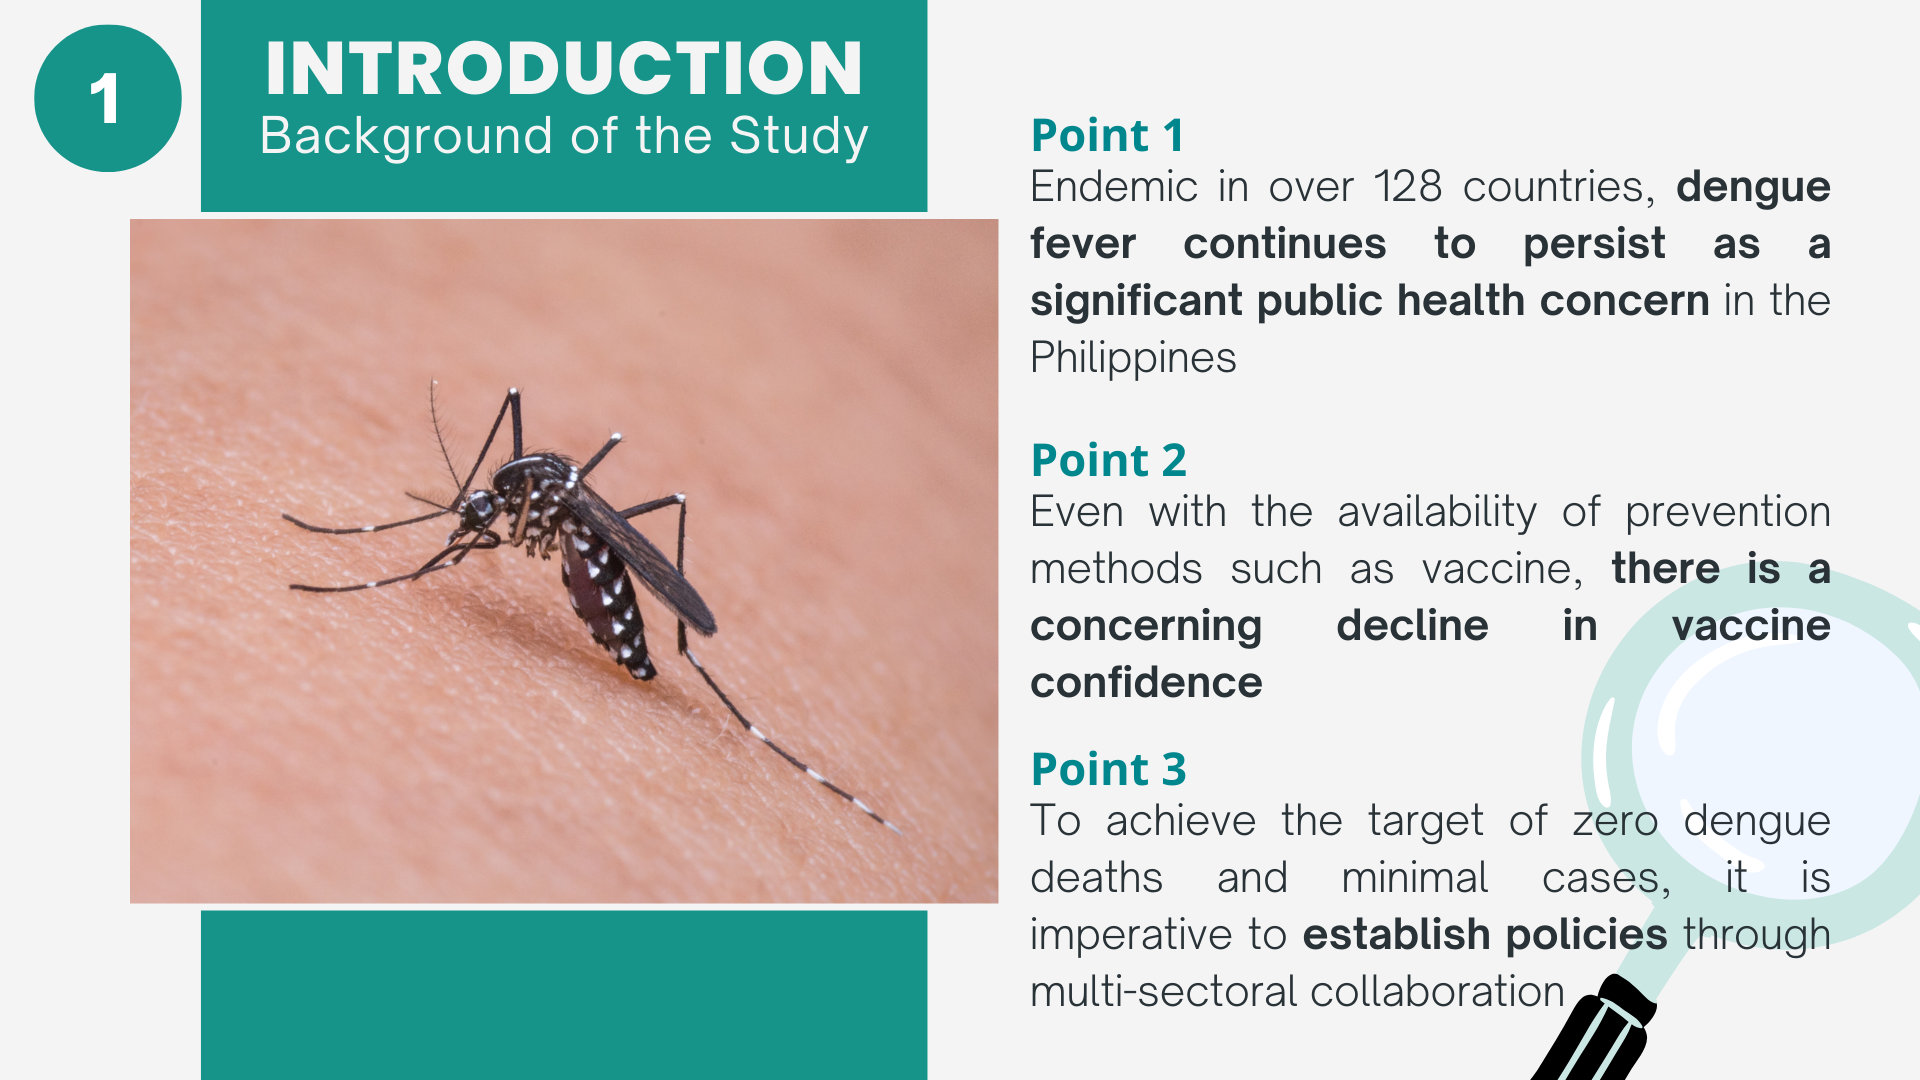 1
INTRODUCTION
Background of the Study
Point 1
Endemic in over 128 countries, dengue
fever continues to persist as a
significant public health concern in the
Philippines
Point 2
Even with the availability of prevention
methods such as vaccine, there is a
concerning decline in vaccine
confidence
Point 3
To achieve the target of zero dengue
deaths and minimal cases, it is
imperative to establish policies through
multi-sectoral collaboration